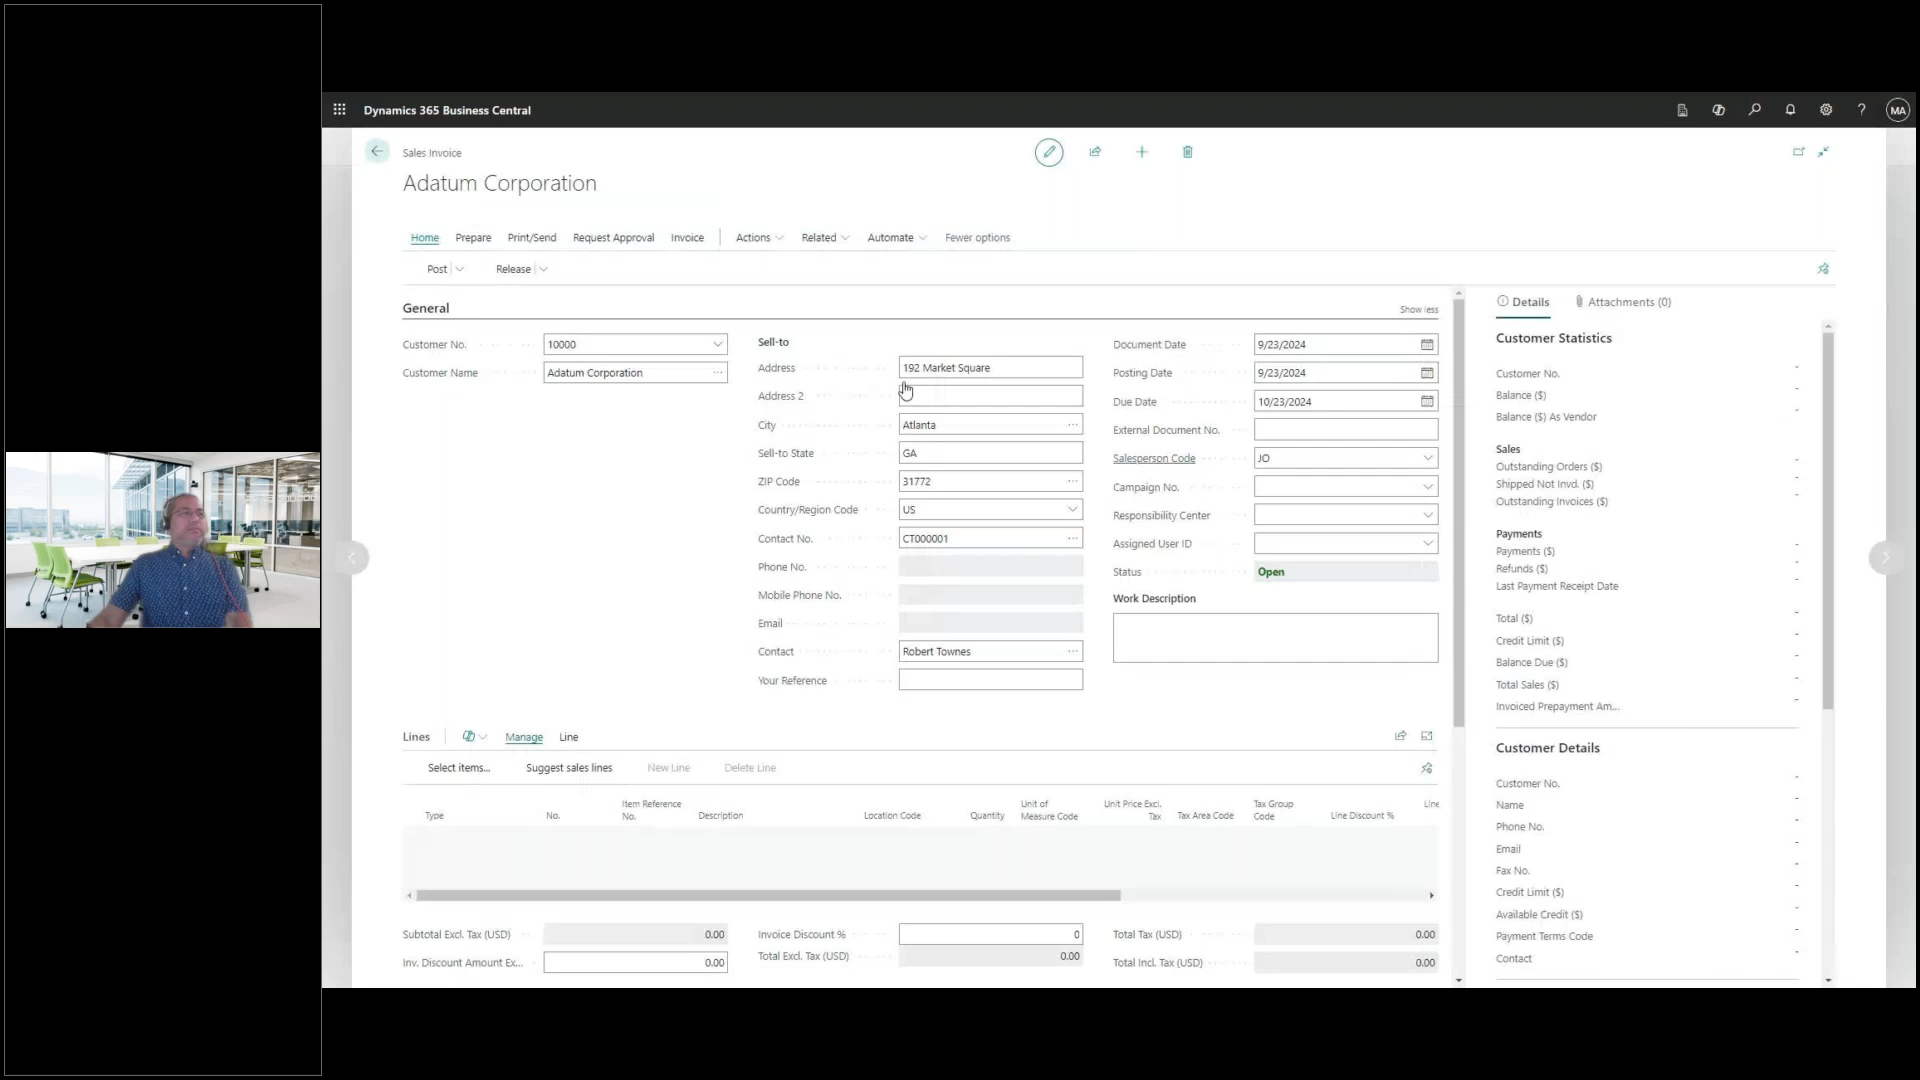 Dynamics 365 Business Central
MA
Sales Invoice
Adatum Corporation
Home Prepare Print/Send Request Approval Invoice Actions Related Automate Fewer options
Post Release
General
Show less
Customer No. 10000
Customer Name Adatum Corporation
Sell-to
Address 192 Market Square
Address 2
City Atlanta
Sell-to State GA
ZIP Code 31772
Country/Region Code US
Contact No. CT000001
Phone No.
Mobile Phone No.
Email
Contact Robert Townes
Your Reference
Document Date 9/23/2024
Posting Date 9/23/2024
Due Date 10/23/2024
External Document No.
Salesperson Code JO
Campaign No.
Responsibility Center
Assigned User ID
Status Open
Work Description
Lines Manage Line
Select items... Suggest sales lines New Line Delete Line
Type
No.
Item Reference
No.
Description
Location Code
Quantity
Unit of
Measure Code
Unit Price Excl.
Tax
Tax Area Code
Tax Group
Code
Line Discount %
Line
Subtotal Excl. Tax (USD) 0.00
Inv. Discount Amount Ex... 0.00
Invoice Discount % 0
Total Excl. Tax (USD) 0.00
Total Tax (USD) 0.00
Total Incl. Tax (USD) 0.00
Details Attachments (0)
Customer Statistics
Customer No. -
Balance ($) -
Balance ($) As Vendor -
Sales
Outstanding Orders ($) -
Shipped Not Invd. ($) -
Outstanding Invoices ($) -
Payments
Payments ($) -
Refunds ($) -
Last Payment Receipt Date -
Total ($) -
Credit Limit ($) -
Balance Due ($) -
Total Sales ($) -
Invoiced Prepayment Am... -
Customer Details
Customer No. -
Name -
Phone No. -
Email -
Fax No. -
Credit Limit ($) -
Available Credit ($) -
Payment Terms Code -
Contact -